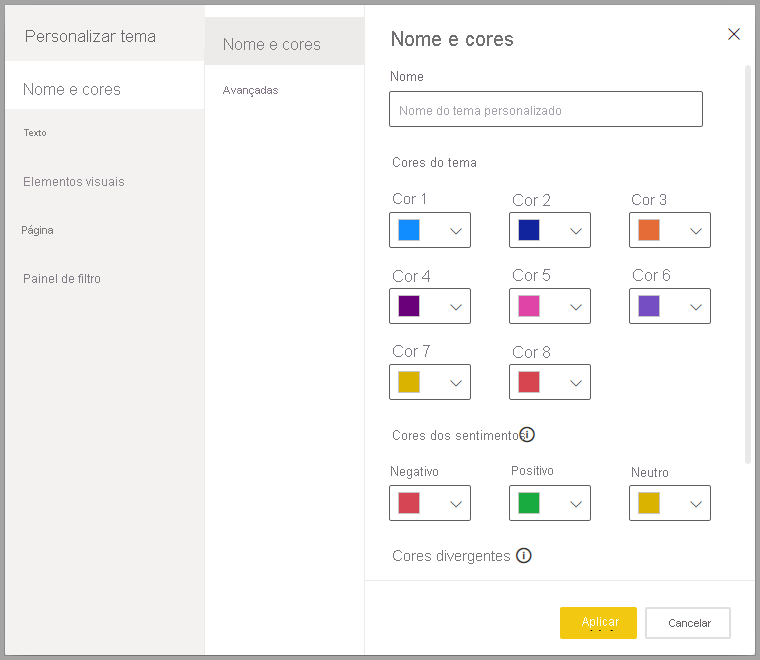 Personalizar tema
Nome e cores
Texto
Elementos visuais
Página
Painel de filtro
Nome e cores
Avançadas
Nome e cores
Nome
Nome do tema personalizado
Cores do tema
Cor 1
Cor 2
Cor 3
Cor 4
Cor 5
Cor 6
Cor 7
Cor 8
Cores dos sentimentos
Negativo
Positivo
Neutro
Cores divergentes
Aplicar
Cancelar